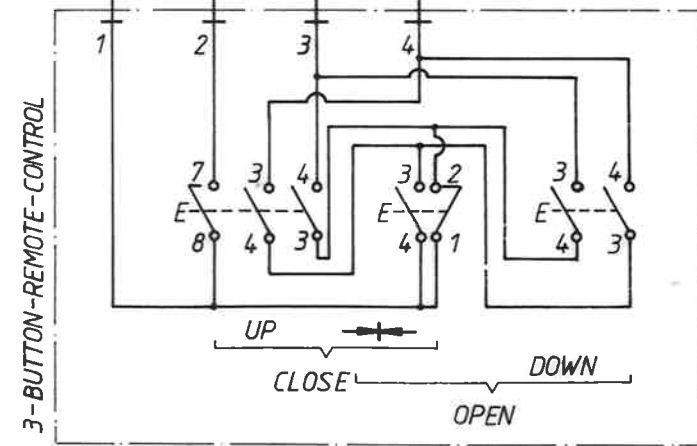 1 2 3 4
3-BUTTON-REMOTE-CONTROL
7 3 4 3 2 3 4
E E E
8 4 3 4 1 4 3
UP
DOWN
CLOSE
OPEN